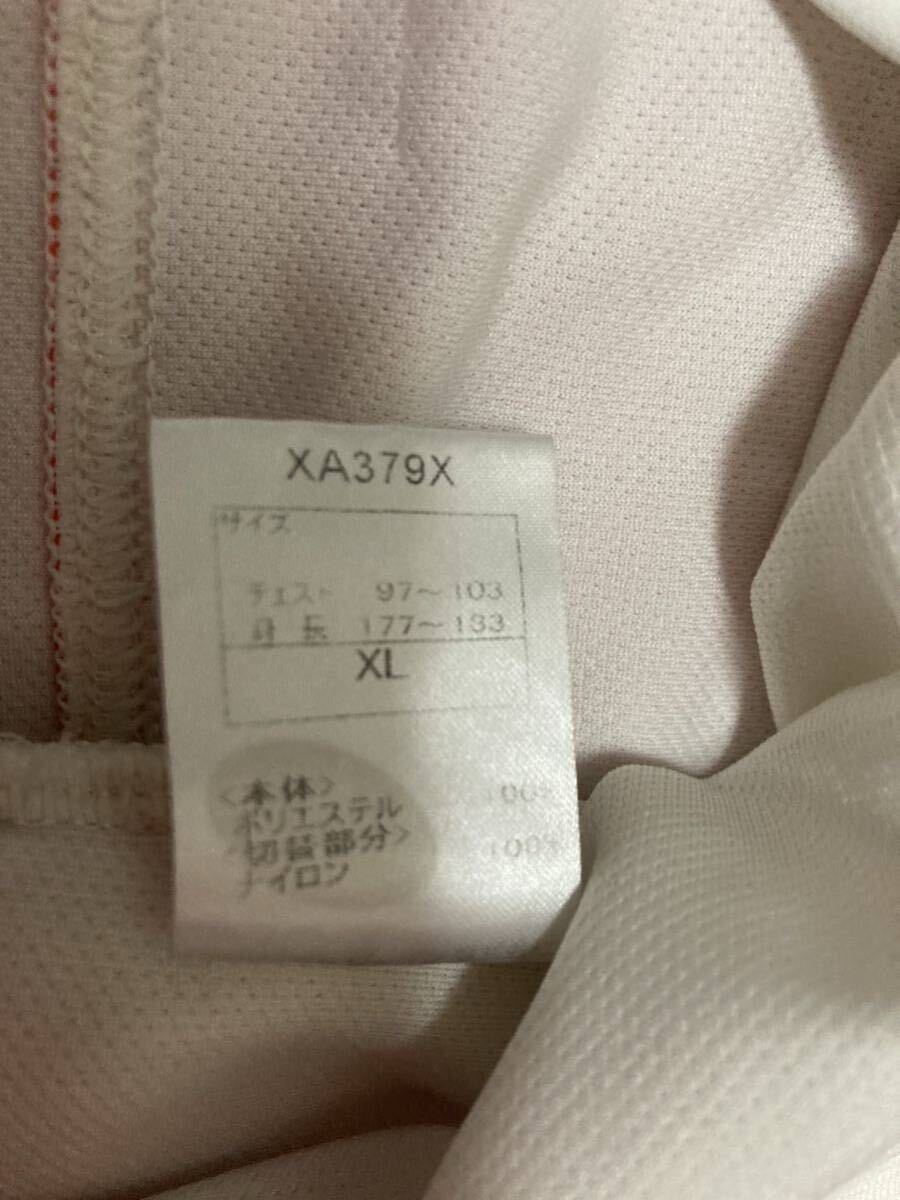 XA379X
サイズ
チェスト 97～103
身長 177～183
XL
<本体>
ポリエステル 100%
<切替部分>
ナイロン 100%